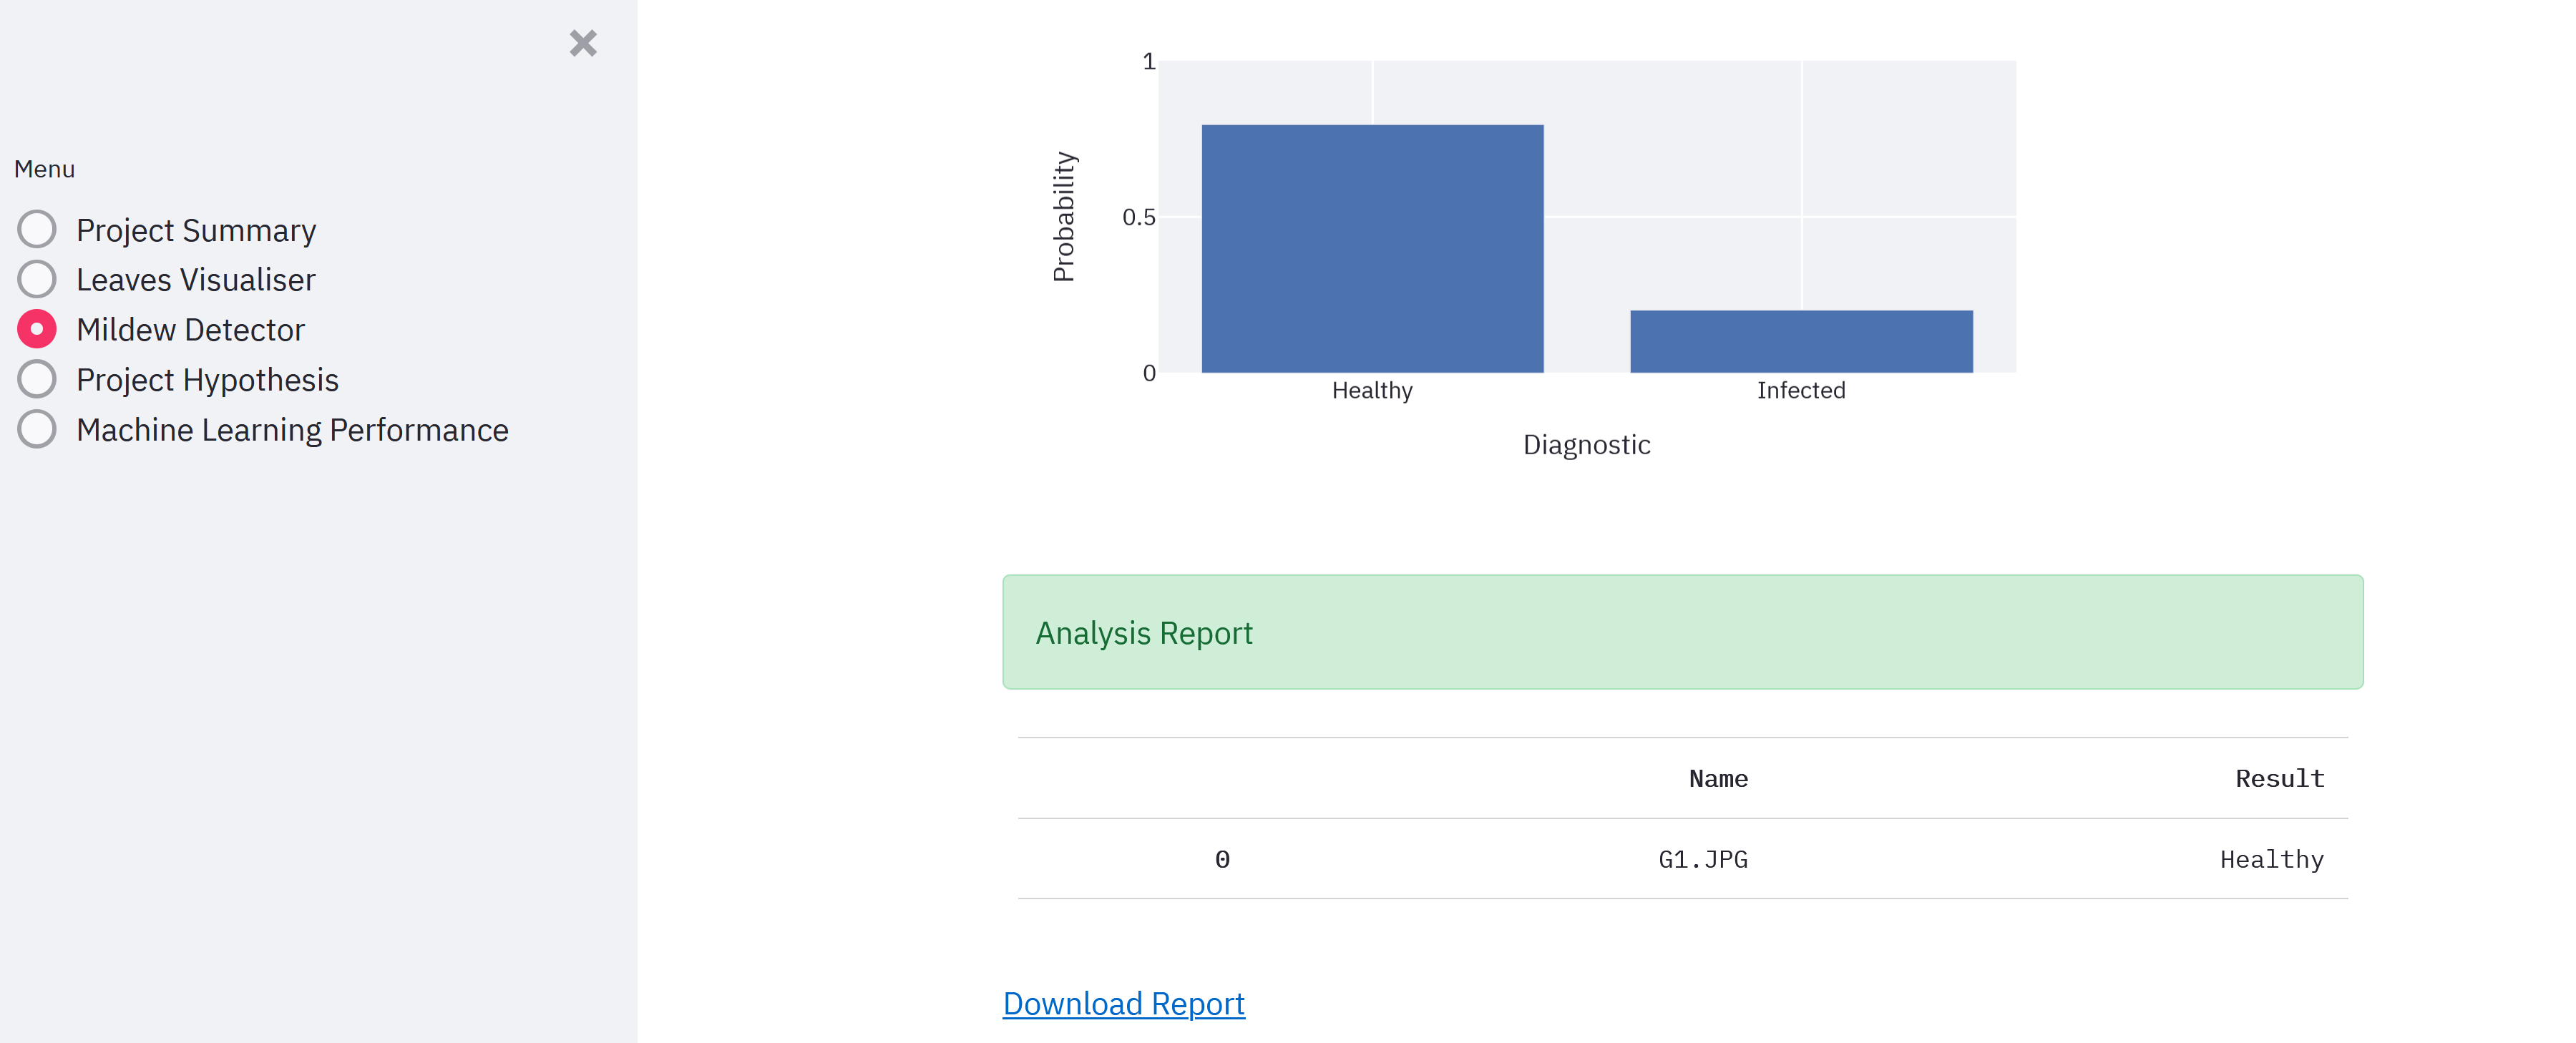 Menu
Project Summary
Leaves Visualiser
Mildew Detector
Project Hypothesis
Machine Learning Performance
1
0.5
0
Probability
Healthy Infected
Diagnostic
Analysis Report
Name Result
0 G1.JPG Healthy
Download Report